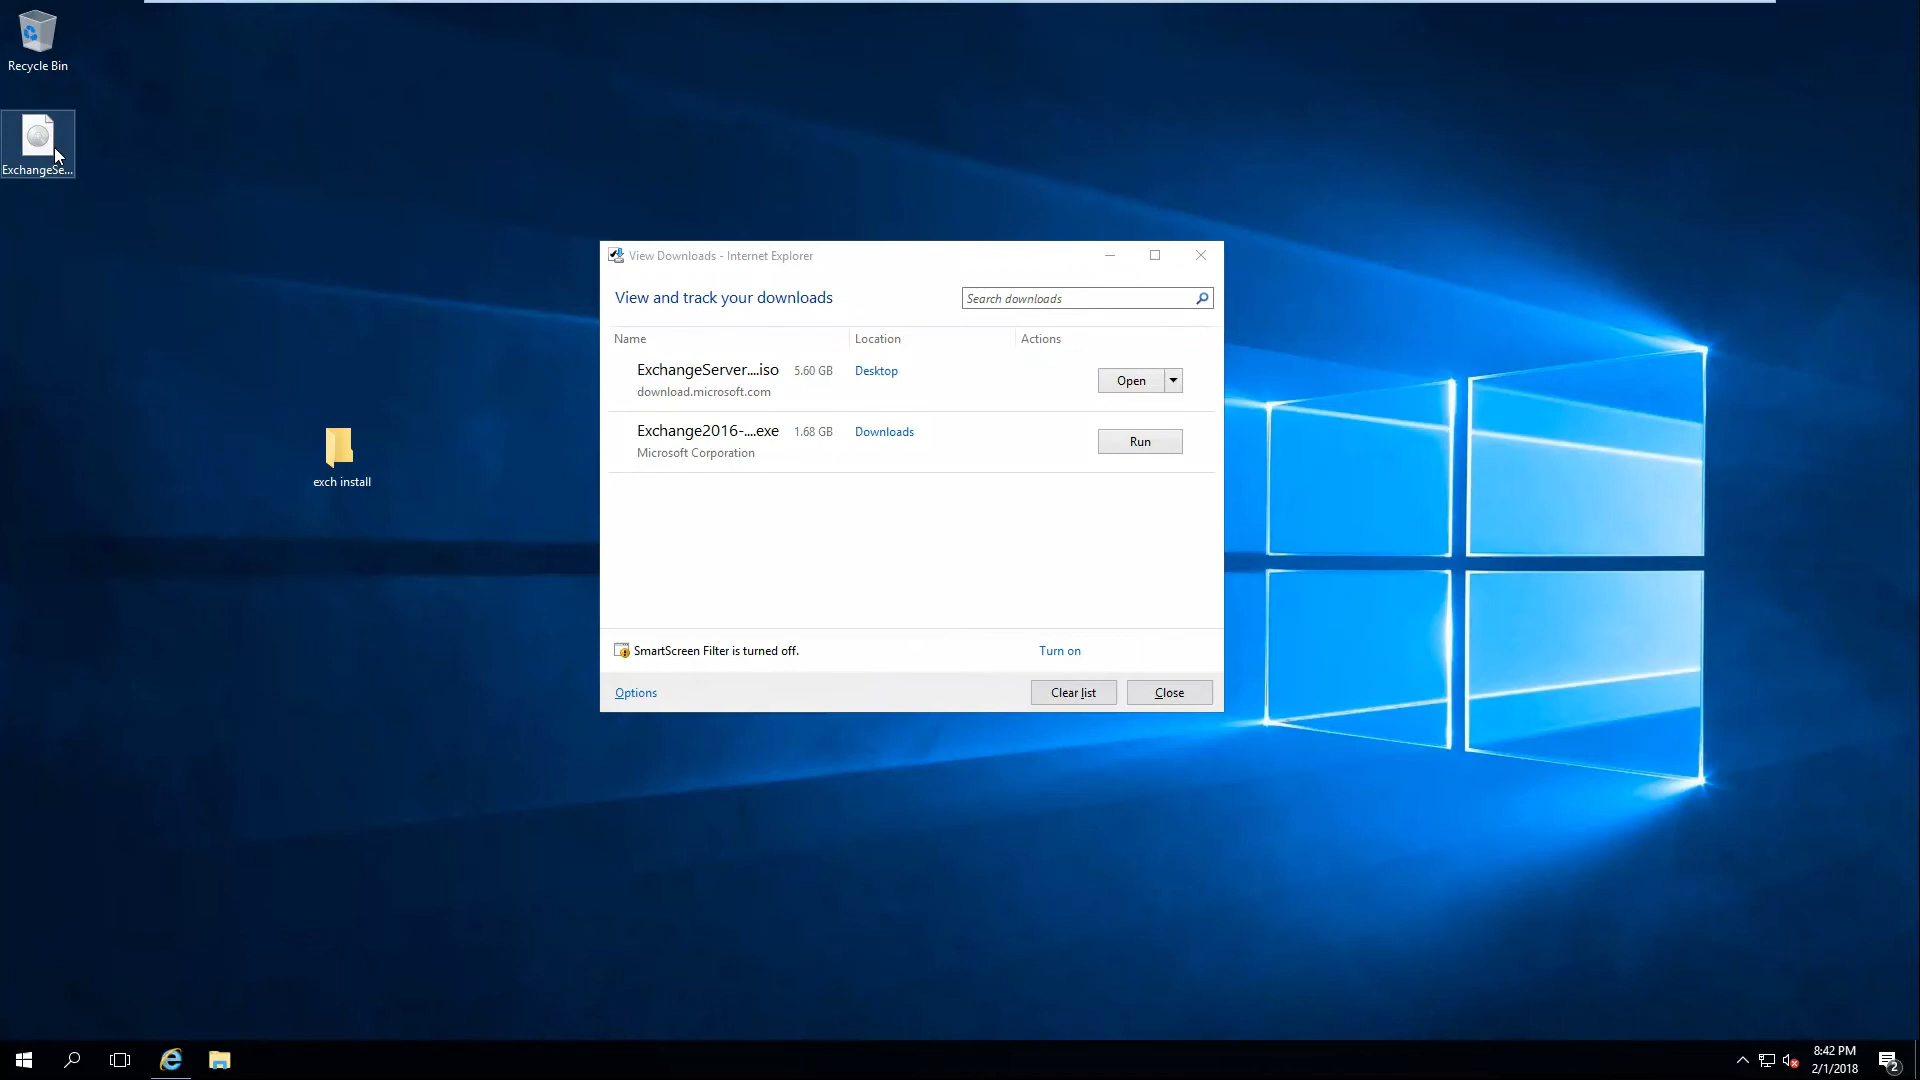 Recycle Bin
ExchangeSe...
exch install
View Downloads - Internet Explorer
View and track your downloads
Search downloads
Name Location Actions
ExchangeServer....iso 5.60 GB Desktop Open
download.microsoft.com
Exchange2016-....exe 1.68 GB Downloads Run
Microsoft Corporation
SmartScreen Filter is turned off. Turn on
Options Clear list Close
8:42 PM
2/1/2018
2